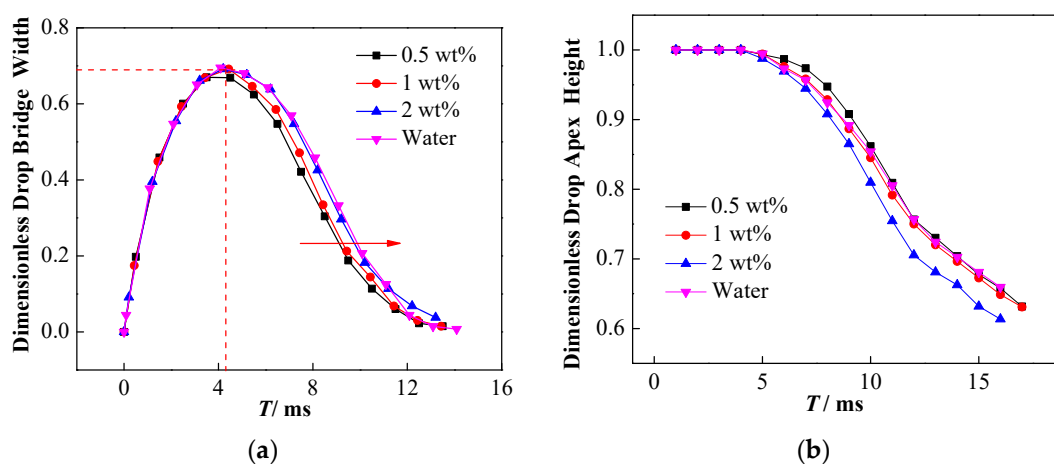 Dimensionless Drop Bridge Width
0.8
0.6
0.4
0.2
0.0
0.5 wt%
1 wt%
2 wt%
Water
0 4 8 12 16
T/ ms
(a)
Dimensionless Drop Apex Height
1.0
0.9
0.8
0.7
0.6
0.5 wt%
1 wt%
2 wt%
Water
0 5 10 15
T/ ms
(b)